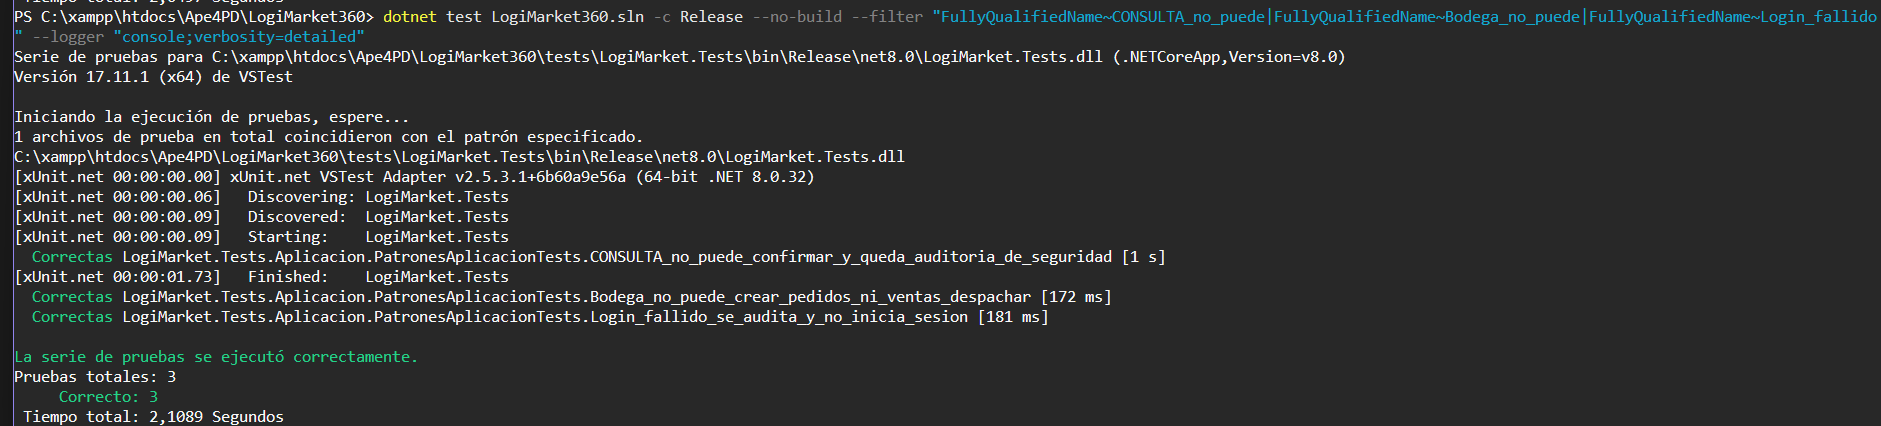 PS C:\xampp\htdocs\Ape4PD\LogiMarket360> dotnet test LogiMarket360.sln -c Release --no-build --filter "FullyQualifiedName~CONSULTA_no_puede|FullyQualifiedName~Bodega_no_puede|FullyQualifiedName~Login_fallido
" --logger "console;verbosity=detailed"
Serie de pruebas para C:\xampp\htdocs\Ape4PD\LogiMarket360\tests\LogiMarket.Tests\bin\Release\net8.0\LogiMarket.Tests.dll (.NETCoreApp,Version=v8.0)
Versión 17.11.1 (x64) de VSTest
Iniciando la ejecución de pruebas, espere...
1 archivos de prueba en total coincidieron con el patrón especificado.
C:\xampp\htdocs\Ape4PD\LogiMarket360\tests\LogiMarket.Tests\bin\Release\net8.0\LogiMarket.Tests.dll
[xUnit.net 00:00:00.00] xUnit.net VSTest Adapter v2.5.3.1+6b60a9e56a (64-bit .NET 8.0.32)
[xUnit.net 00:00:00.06]   Discovering: LogiMarket.Tests
[xUnit.net 00:00:00.09]   Discovered:  LogiMarket.Tests
[xUnit.net 00:00:00.09]   Starting:    LogiMarket.Tests
  Correctas LogiMarket.Tests.Aplicacion.PatronesAplicacionTests.CONSULTA_no_puede_confirmar_y_queda_auditoria_de_seguridad [1 s]
[xUnit.net 00:00:01.73]   Finished:    LogiMarket.Tests
  Correctas LogiMarket.Tests.Aplicacion.PatronesAplicacionTests.Bodega_no_puede_crear_pedidos_ni_ventas_despachar [172 ms]
  Correctas LogiMarket.Tests.Aplicacion.PatronesAplicacionTests.Login_fallido_se_audita_y_no_inicia_sesion [181 ms]
La serie de pruebas se ejecutó correctamente.
Pruebas totales: 3
     Correcto: 3
 Tiempo total: 2,1089 Segundos